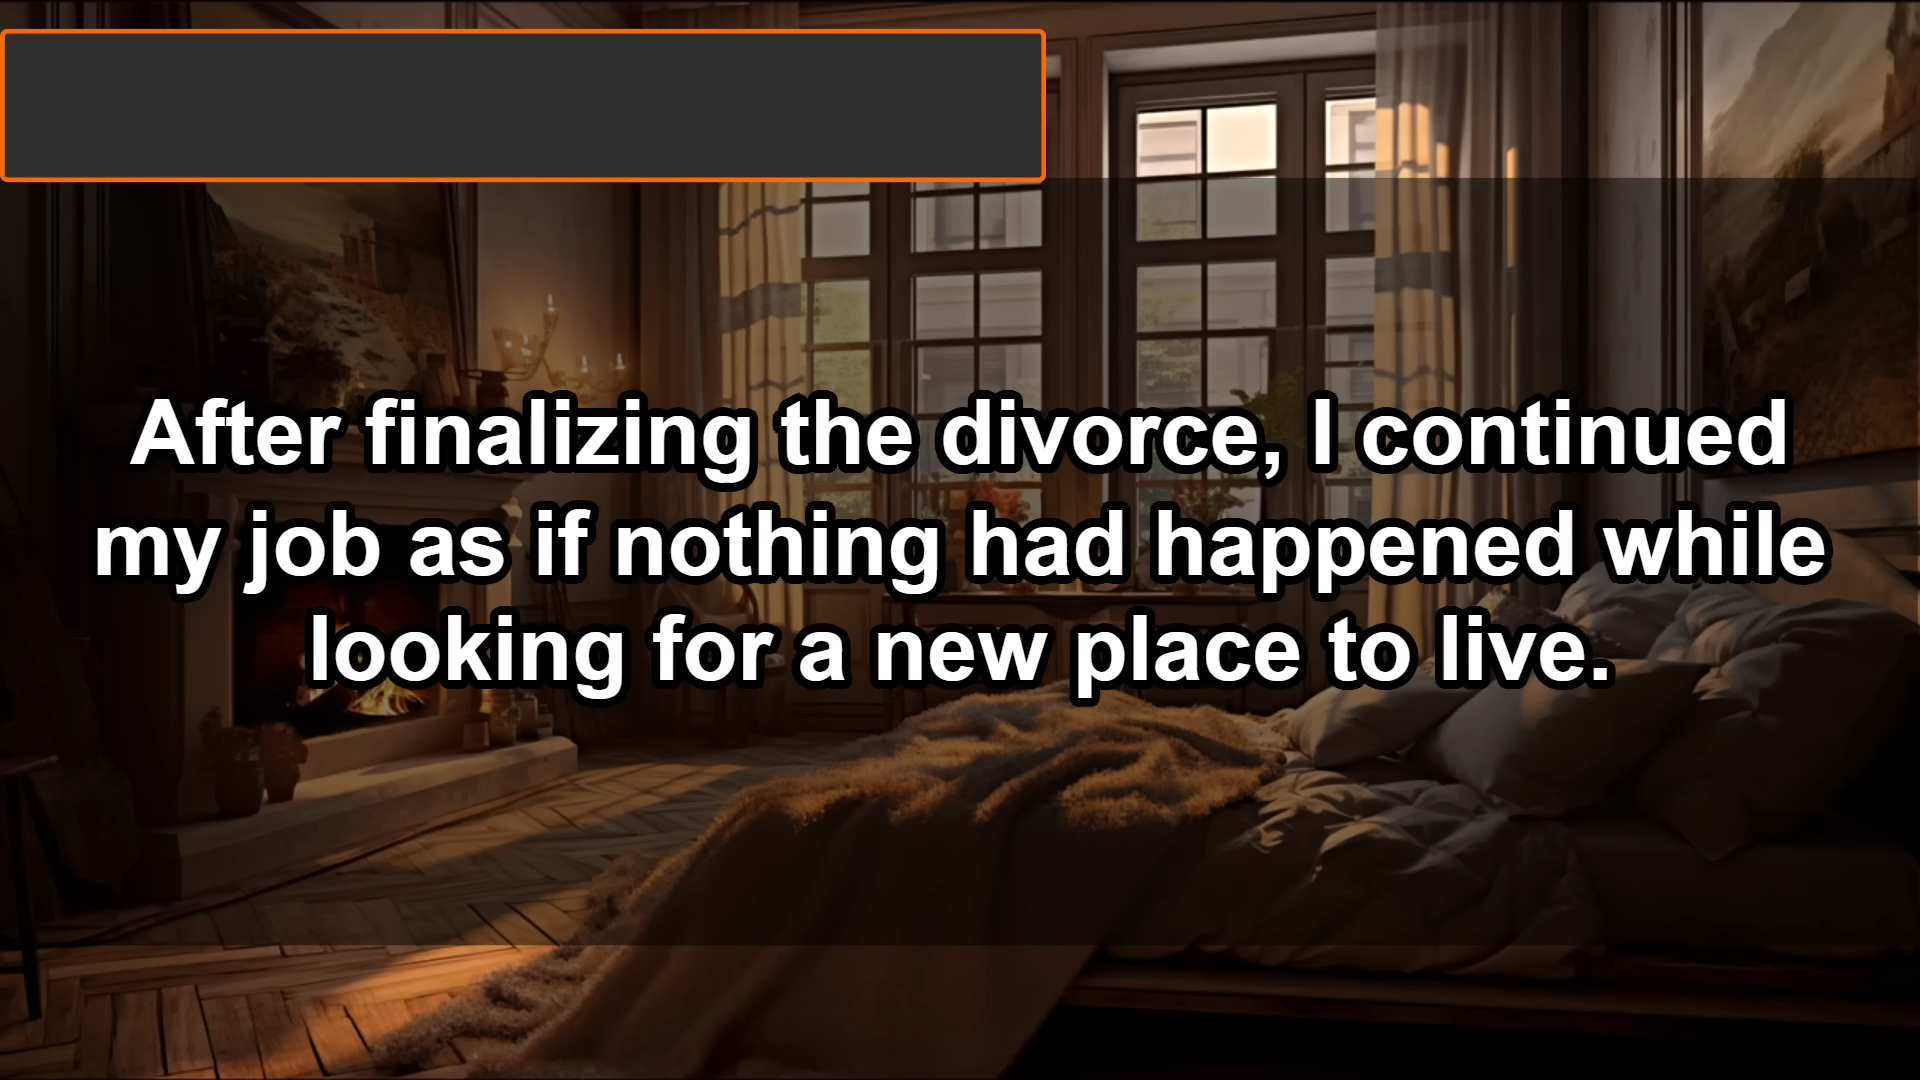 After finalizing the divorce, I continued
my job as if nothing had happened while
looking for a new place to live.